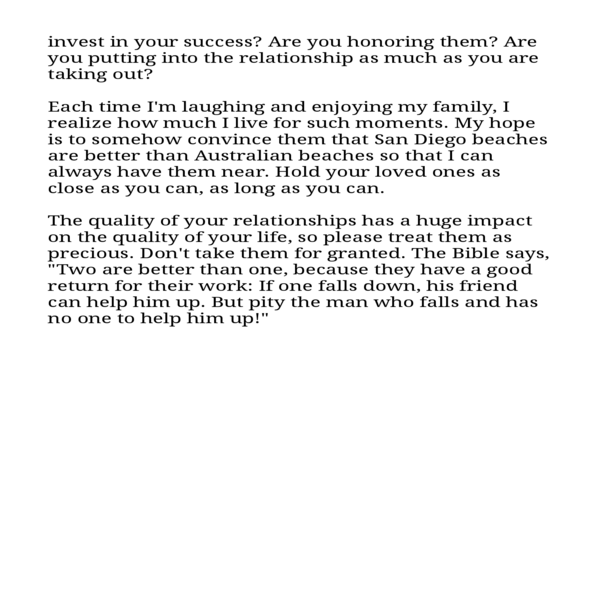 invest in your success? Are you honoring them? Are
you putting into the relationship as much as you are
taking out?
Each time I'm laughing and enjoying my family, I
realize how much I live for such moments. My hope
is to somehow convince them that San Diego beaches
are better than Australian beaches so that I can
always have them near. Hold your loved ones as
close as you can, as long as you can.
The quality of your relationships has a huge impact
on the quality of your life, so please treat them as
precious. Don't take them for granted. The Bible says,
"Two are better than one, because they have a good
return for their work: If one falls down, his friend
can help him up. But pity the man who falls and has
no one to help him up!"